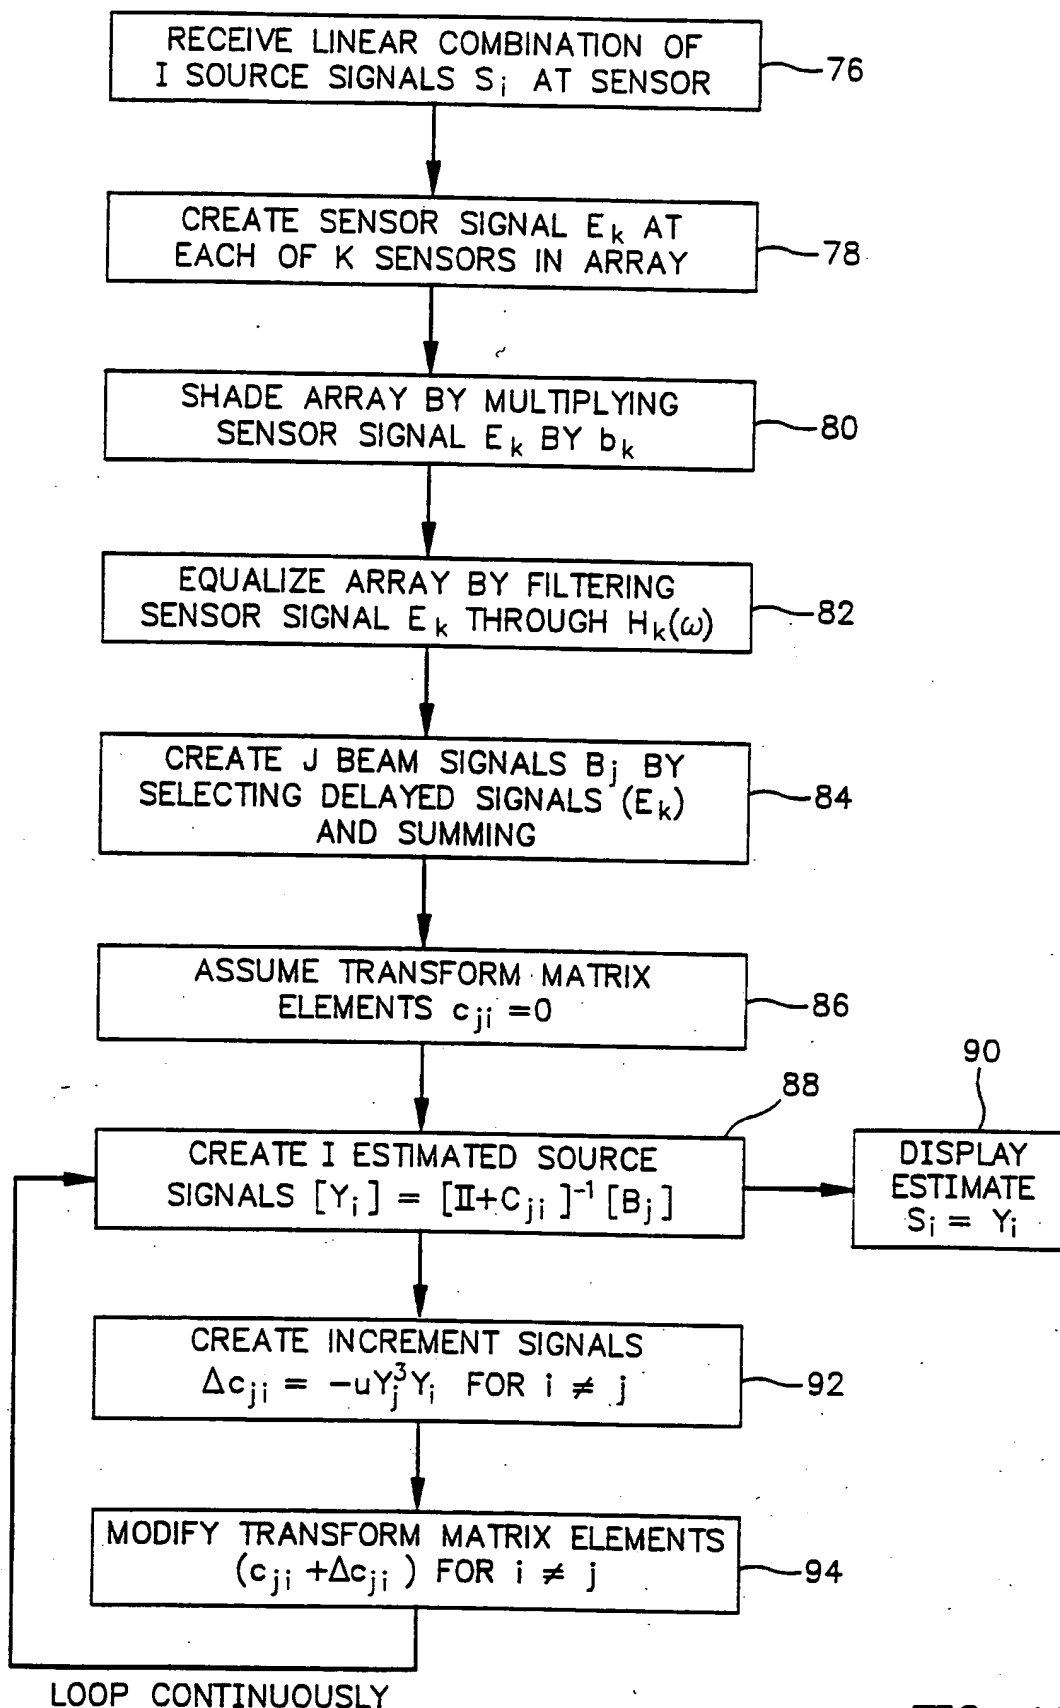 RECEIVE LINEAR COMBINATION OF
I SOURCE SIGNALS Si AT SENSOR
76
CREATE SENSOR SIGNAL Ek AT
EACH OF K SENSORS IN ARRAY
78
SHADE ARRAY BY MULTIPLYING
SENSOR SIGNAL Ek BY bk
80
EQUALIZE ARRAY BY FILTERING
SENSOR SIGNAL Ek THROUGH Hk(ω)
82
CREATE J BEAM SIGNALS Bj BY
SELECTING DELAYED SIGNALS (Ek)
AND SUMMING
84
ASSUME TRANSFORM MATRIX
ELEMENTS cji =0
86
88
CREATE I ESTIMATED SOURCE
SIGNALS [Yi] = [II+Cji]⁻¹ [Bj]
90
DISPLAY
ESTIMATE
Si = Yi
CREATE INCREMENT SIGNALS
Δcji = -uYj³Yi FOR i ≠ j
92
MODIFY TRANSFORM MATRIX ELEMENTS
(cji +Δcji) FOR i ≠ j
94
LOOP CONTINUOUSLY